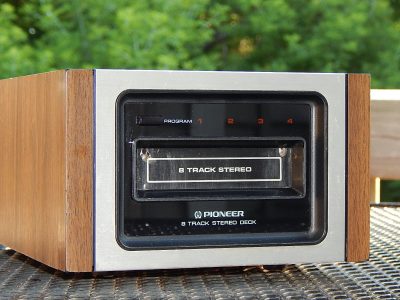 PROGRAM 1 2 3 4
8 TRACK STEREO
PIONEER
8 TRACK STEREO DECK